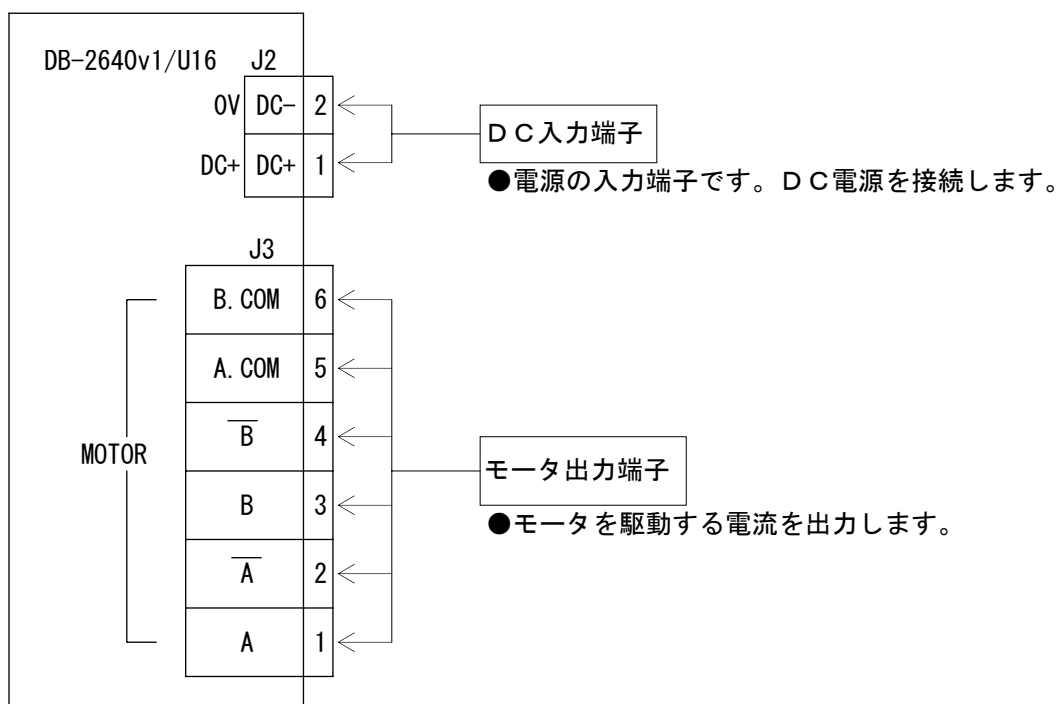 DB-2640v1/U16 J2
0V DC- 2
DC+ DC+ 1
DC入力端子
●電源の入力端子です。DC電源を接続します。
J3
B.COM 6
A.COM 5
B̅ 4
B 3
A̅ 2
A 1
MOTOR
モータ出力端子
●モータを駆動する電流を出力します。